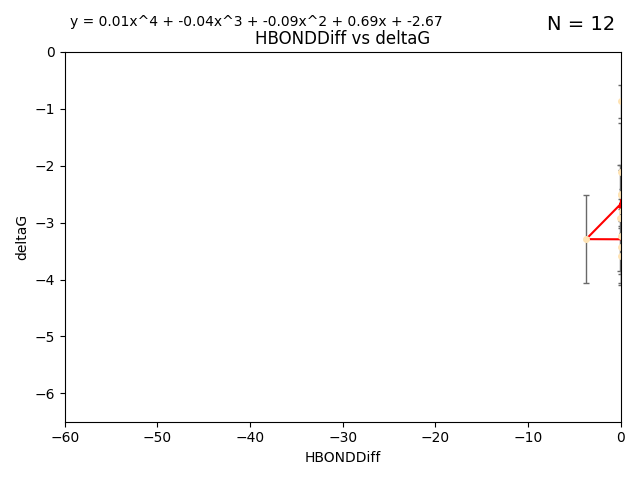 y = 0.01x^4 + -0.04x^3 + -0.09x^2 + 0.69x + -2.67
N = 12
HBONDDiff vs deltaG
0
−1
−2
−3
−4
−5
−6
deltaG
−60 −50 −40 −30 −20 −10 0
HBONDDiff